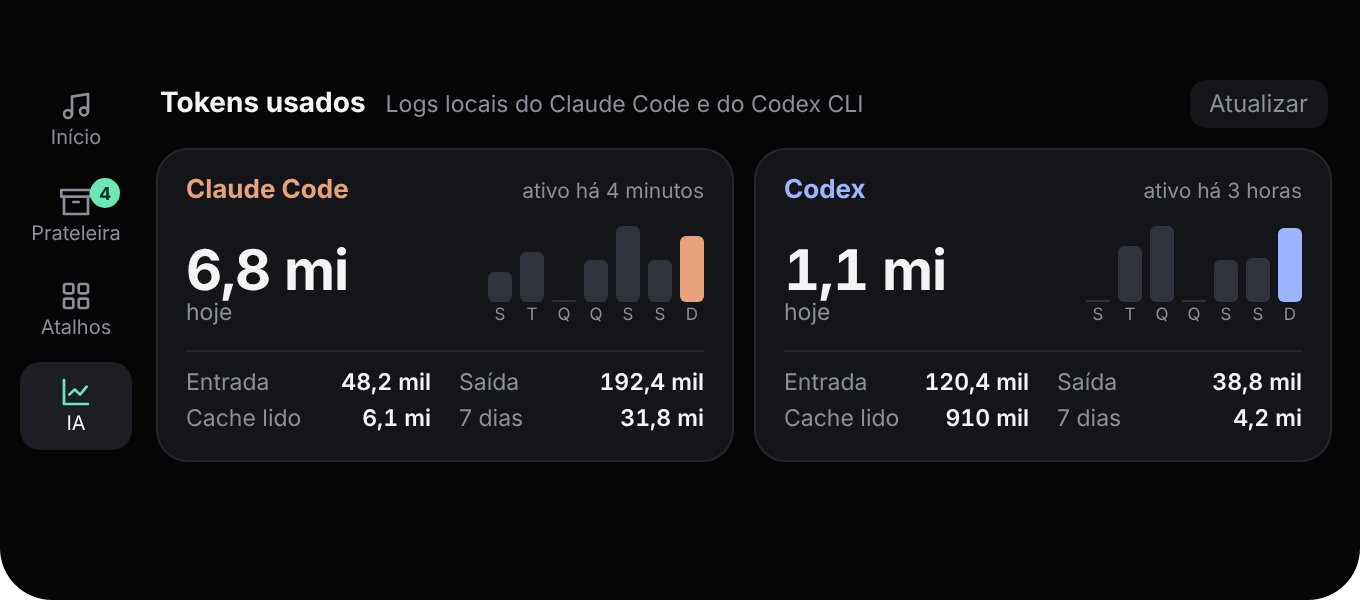 Início
4
Prateleira
Atalhos
IA
Tokens usados Logs locais do Claude Code e do Codex CLI Atualizar
Claude Code ativo há 4 minutos
6,8 mi
hoje
S T Q Q S S D
Entrada 48,2 mil Saída 192,4 mil
Cache lido 6,1 mi 7 dias 31,8 mi
Codex ativo há 3 horas
1,1 mi
hoje
S T Q Q S S D
Entrada 120,4 mil Saída 38,8 mil
Cache lido 910 mil 7 dias 4,2 mi